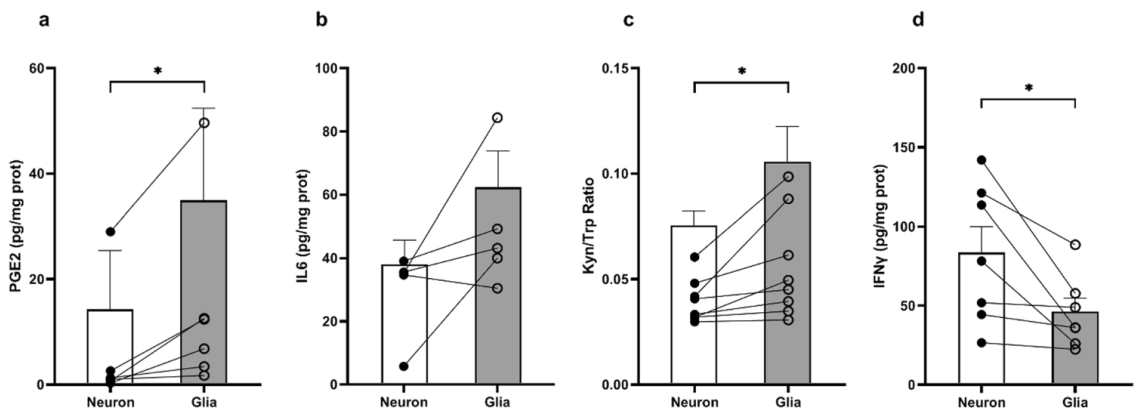 a
b
c
d
PGE2 (pg/mg prot)
60
40
20
0
*
Neuron
Glia
IL6 (pg/mg prot)
100
80
60
40
20
0
Neuron
Glia
Kyn/Trp Ratio
0.15
0.10
0.05
0.00
*
Neuron
Glia
IFNγ (pg/mg prot)
200
150
100
50
0
*
Neuron
Glia